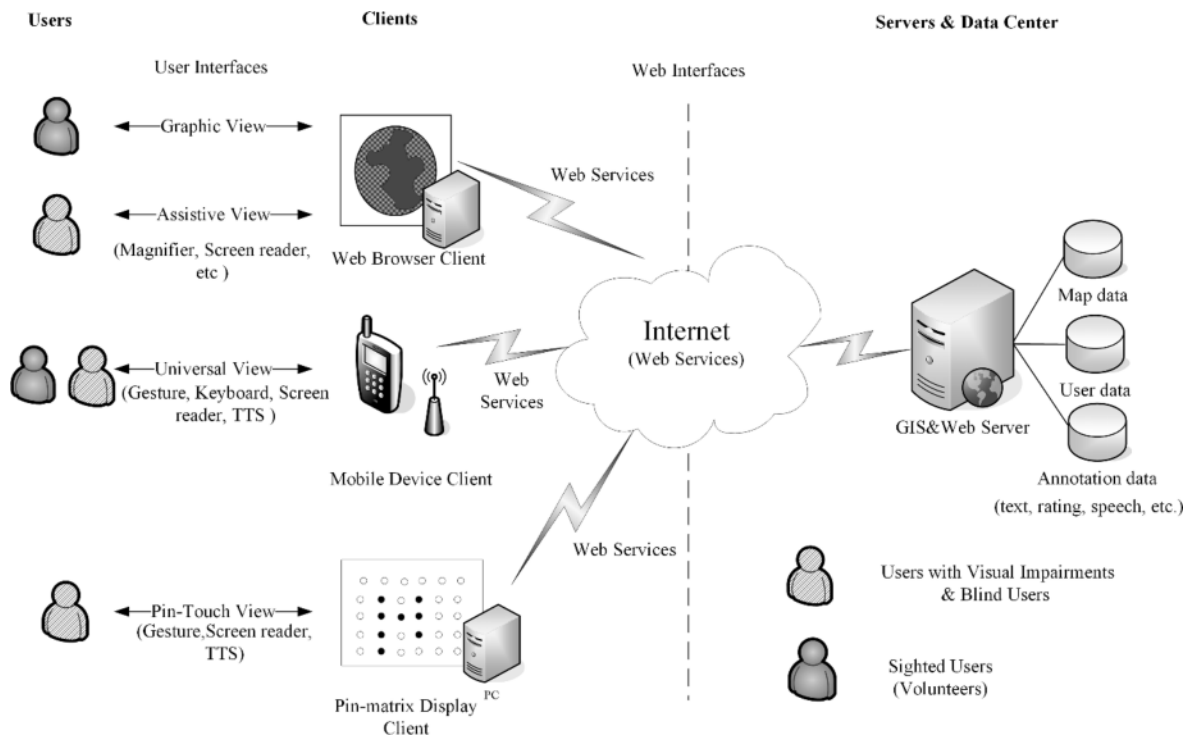 Users
Clients
Servers & Data Center
User Interfaces
Web Interfaces
Graphic View
Web Services
Assistive View
(Magnifier, Screen reader,
etc )
Web Browser Client
Map data
Internet
(Web Services)
Universal View
(Gesture, Keyboard, Screen
reader, TTS )
Web
Services
User data
GIS&Web Server
Mobile Device Client
Annotation data
(text, rating, speech, etc.)
Web Services
Pin-Touch View
(Gesture,Screen reader,
TTS)
PC
Pin-matrix Display
Client
Users with Visual Impairments
& Blind Users
Sighted Users
(Volunteers)